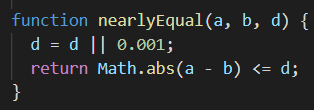 function nearlyEqual(a, b, d) {
  d = d || 0.001;
  return Math.abs(a - b) <= d;
}